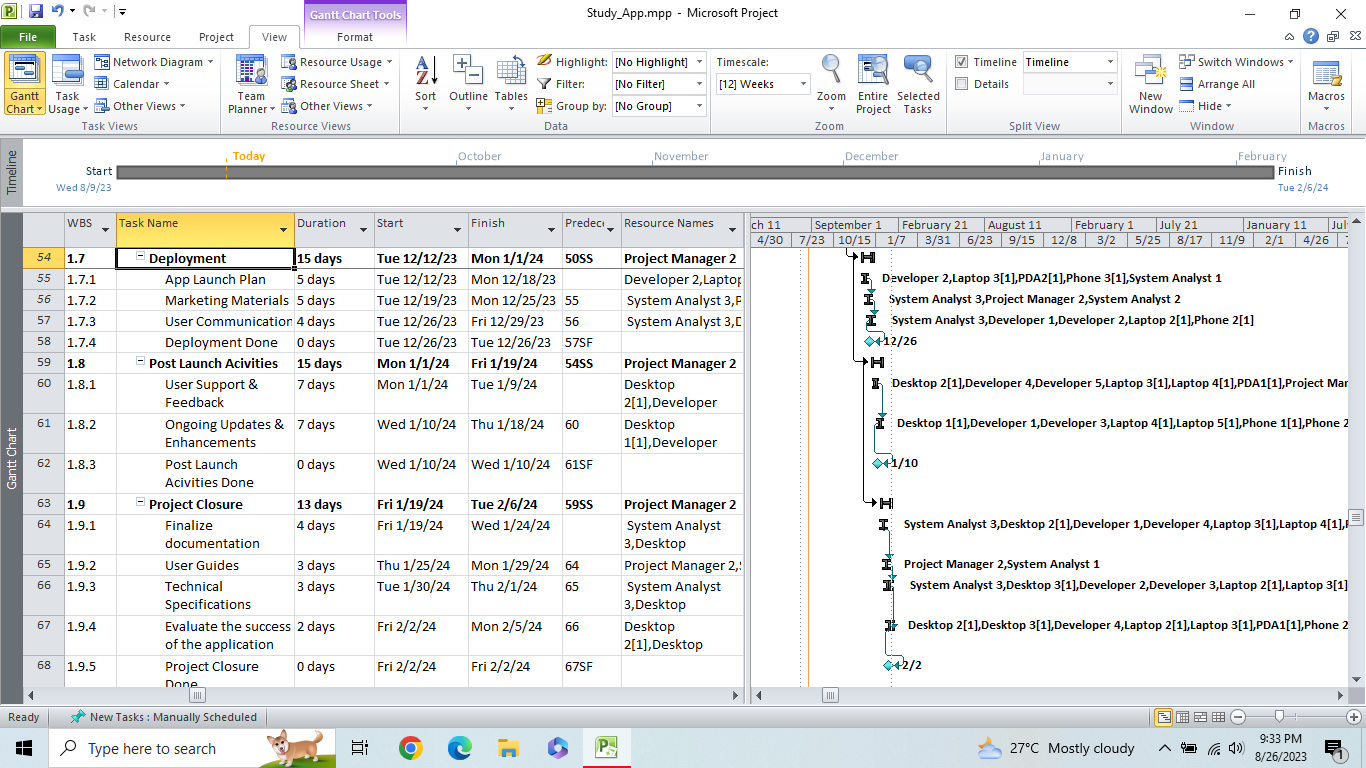 Study_App.mpp - Microsoft Project
Gantt Chart Tools
File Task Resource Project View Format
Gantt Chart
Task Usage
Network Diagram
Calendar
Other Views
Task Views
Team Planner
Resource Usage
Resource Sheet
Other Views
Resource Views
Sort
Outline
Tables
Highlight: [No Highlight]
Filter: [No Filter]
Group by: [No Group]
Data
Timescale:
[12] Weeks
Zoom
Entire Project
Selected Tasks
Zoom
Timeline Timeline
Details
Split View
New Window
Switch Windows
Arrange All
Hide
Window
Macros
Macros
Timeline
Today October November December January February
Start
Wed 8/9/23
Finish
Tue 2/6/24
Gantt Chart
WBS Task Name Duration Start Finish Predec Resource Names
54 1.7 Deployment 15 days Tue 12/12/23 Mon 1/1/24 50SS Project Manager 2
55 1.7.1 App Launch Plan 5 days Tue 12/12/23 Mon 12/18/23 Developer 2,Laptop
56 1.7.2 Marketing Materials 5 days Tue 12/19/23 Mon 12/25/23 55 System Analyst 3,P
57 1.7.3 User Communication 4 days Tue 12/26/23 Fri 12/29/23 56 System Analyst 3,D
58 1.7.4 Deployment Done 0 days Tue 12/26/23 Tue 12/26/23 57SF
59 1.8 Post Launch Acivities 15 days Mon 1/1/24 Fri 1/19/24 54SS Project Manager 2
60 1.8.1 User Support & 7 days Mon 1/1/24 Tue 1/9/24 Desktop
Feedback 2[1],Developer
61 1.8.2 Ongoing Updates & 7 days Wed 1/10/24 Thu 1/18/24 60 Desktop
Enhancements 1[1],Developer
62 1.8.3 Post Launch 0 days Wed 1/10/24 Wed 1/10/24 61SF
Acivities Done
63 1.9 Project Closure 13 days Fri 1/19/24 Tue 2/6/24 59SS Project Manager 2
64 1.9.1 Finalize 4 days Fri 1/19/24 Wed 1/24/24 System Analyst
documentation 3,Desktop
65 1.9.2 User Guides 3 days Thu 1/25/24 Mon 1/29/24 64 Project Manager 2,S
66 1.9.3 Technical 3 days Tue 1/30/24 Thu 2/1/24 65 System Analyst
Specifications 3,Desktop
67 1.9.4 Evaluate the success 2 days Fri 2/2/24 Mon 2/5/24 66 Desktop
of the application 2[1],Desktop
68 1.9.5 Project Closure 0 days Fri 2/2/24 Fri 2/2/24 67SF
Done
ch 11 September 1 February 21 August 11 February 1 July 21 January 11 July
4/30 7/23 10/15 1/7 3/31 6/23 9/15 12/8 3/2 5/25 8/17 11/9 2/1 4/26 7
Developer 2,Laptop 3[1],PDA2[1],Phone 3[1],System Analyst 1
System Analyst 3,Project Manager 2,System Analyst 2
System Analyst 3,Developer 1,Developer 2,Laptop 2[1],Phone 2[1]
12/26
Desktop 2[1],Developer 4,Developer 5,Laptop 3[1],Laptop 4[1],PDA1[1],Project Man
Desktop 1[1],Developer 1,Developer 3,Laptop 4[1],Laptop 5[1],Phone 1[1],Phone 2[
1/10
System Analyst 3,Desktop 2[1],Developer 1,Developer 4,Laptop 3[1],Laptop 4[1],P
Project Manager 2,System Analyst 1
System Analyst 3,Desktop 3[1],Developer 2,Developer 3,Laptop 2[1],Laptop 3[1]
Desktop 2[1],Desktop 3[1],Developer 4,Laptop 2[1],Laptop 3[1],PDA1[1],Phone 2
2/2
Ready New Tasks : Manually Scheduled
Type here to search
27°C Mostly cloudy
9:33 PM
8/26/2023
1